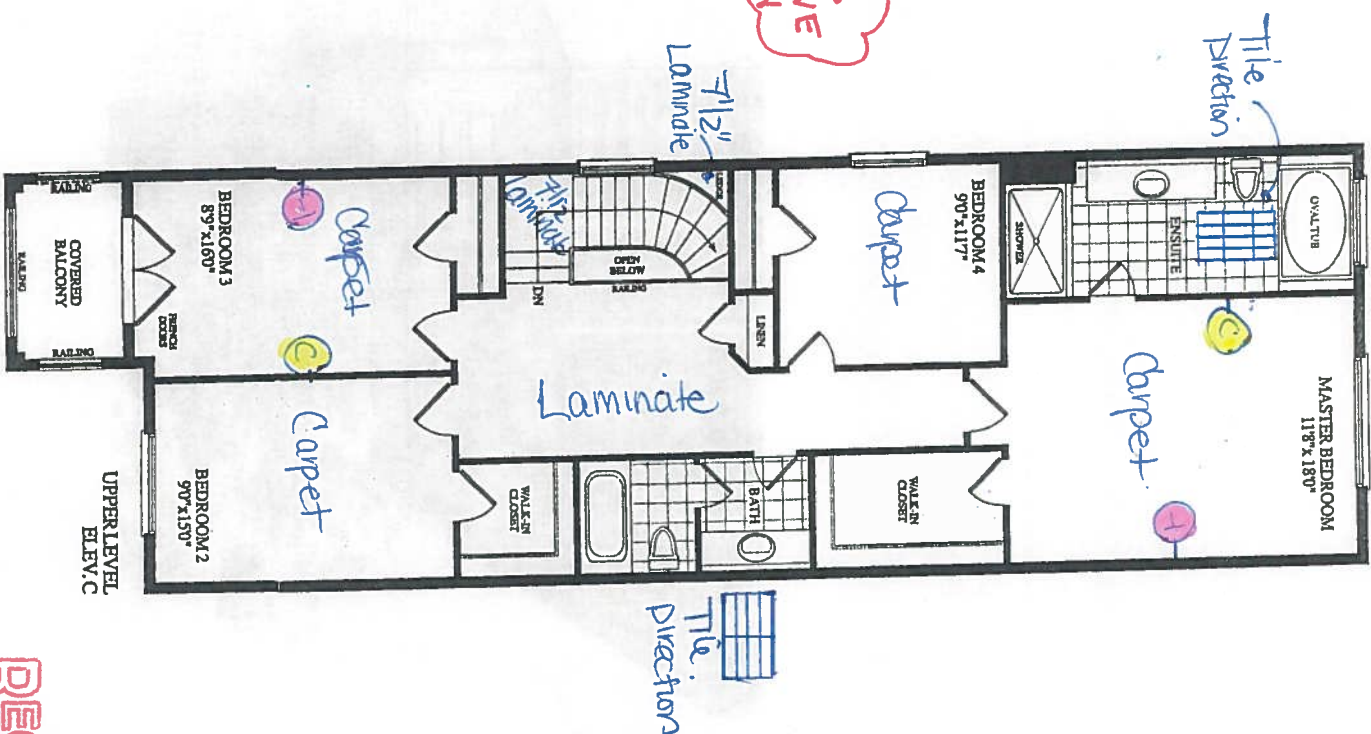 Tile
Direction
OVAL TUB
ENSUITE
SHOWER
C
Carpet
MASTER BEDROOM
11'8"x 18'0"
BEDROOM 4
9'0"x11'7"
Carpet
WALK-IN
CLOSET
LINEN
BATH
Tile
Direction
7 1/2"
Laminate
LEDGE
7 1/2"
Laminate
OPEN
BELOW
RAILING
DN
Laminate
WALK-IN
CLOSET
BEDROOM 3
8'9"x16'0"
Carpet
C
FRENCH
DOORS
Carpet
BEDROOM 2
9'0"x15'0"
RAILING
COVERED
BALCONY
RAILING
RAILING
UPPER LEVEL
ELEV. C